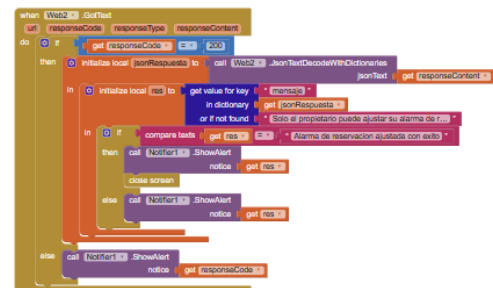 when Web2 .GotText
url responseCode responseType responseContent
do if get responseCode = 200
then initialize local jsonRespuesta to call Web2 .JsonTextDecodeWithDictionaries
jsonText get responseContent
in initialize local res to get value for key " mensaje "
in dictionary get jsonRespuesta
or if not found " Solo el propietario puede ajustar su alarma de r... "
in if compare texts get res = " Alarma de reservacion ajustada con exito "
then call Notifier1 .ShowAlert
notice get res
close screen
else call Notifier1 .ShowAlert
notice get res
else call Notifier1 .ShowAlert
notice get responseCode